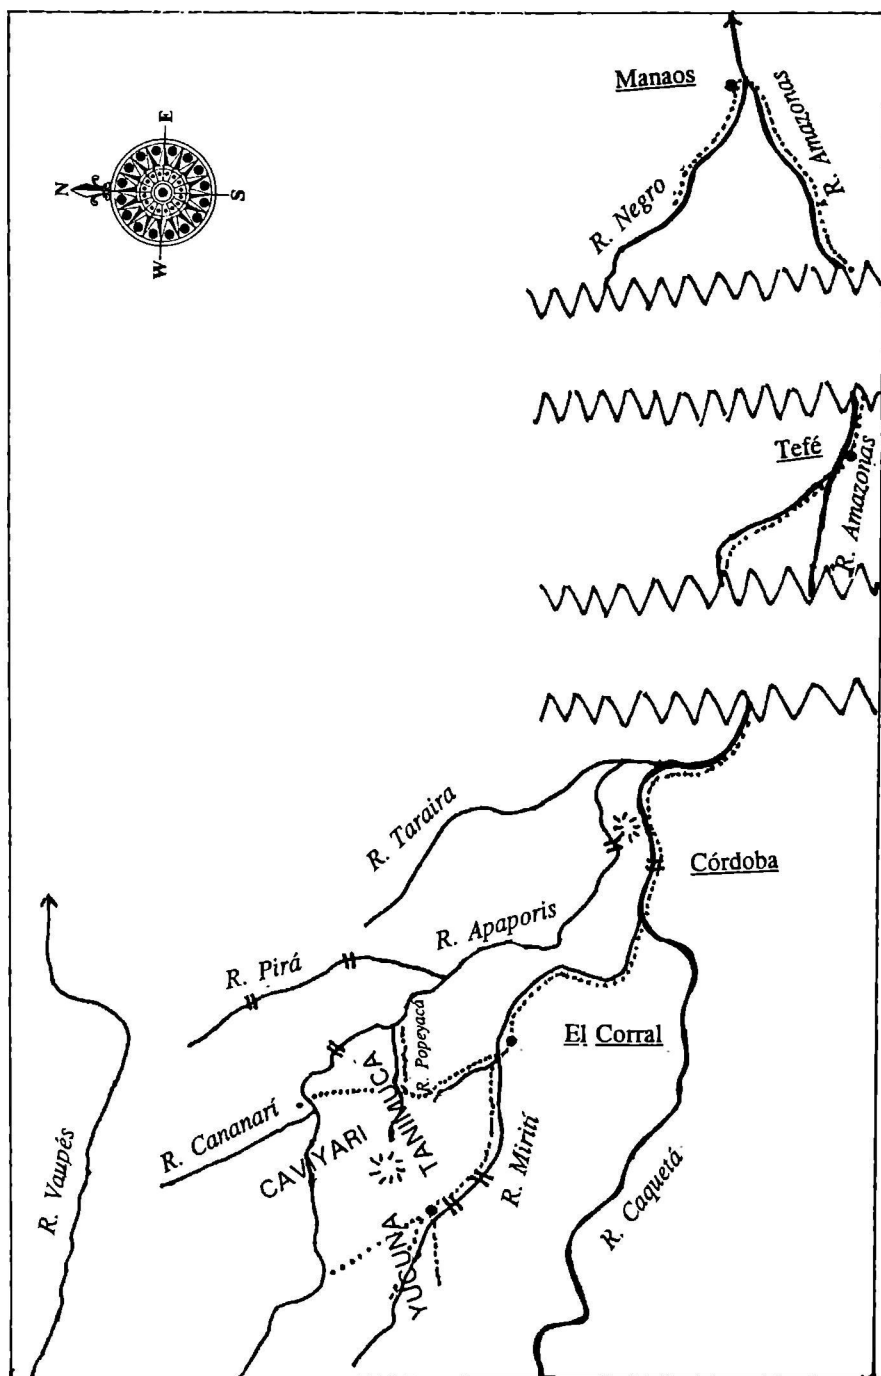 Manaos
R. Amazonas
R. Negro
N
E
S
W
Tefé
R. Amazonas
R. Taraira
Córdoba
R. Apaporis
R. Pirá
R. Popeyacá
El Corral
TANIMUCA
R. Cananarí
CAVIYARI
R. Mirití
R. Vaupés
YUCUNA
R. Caquetá